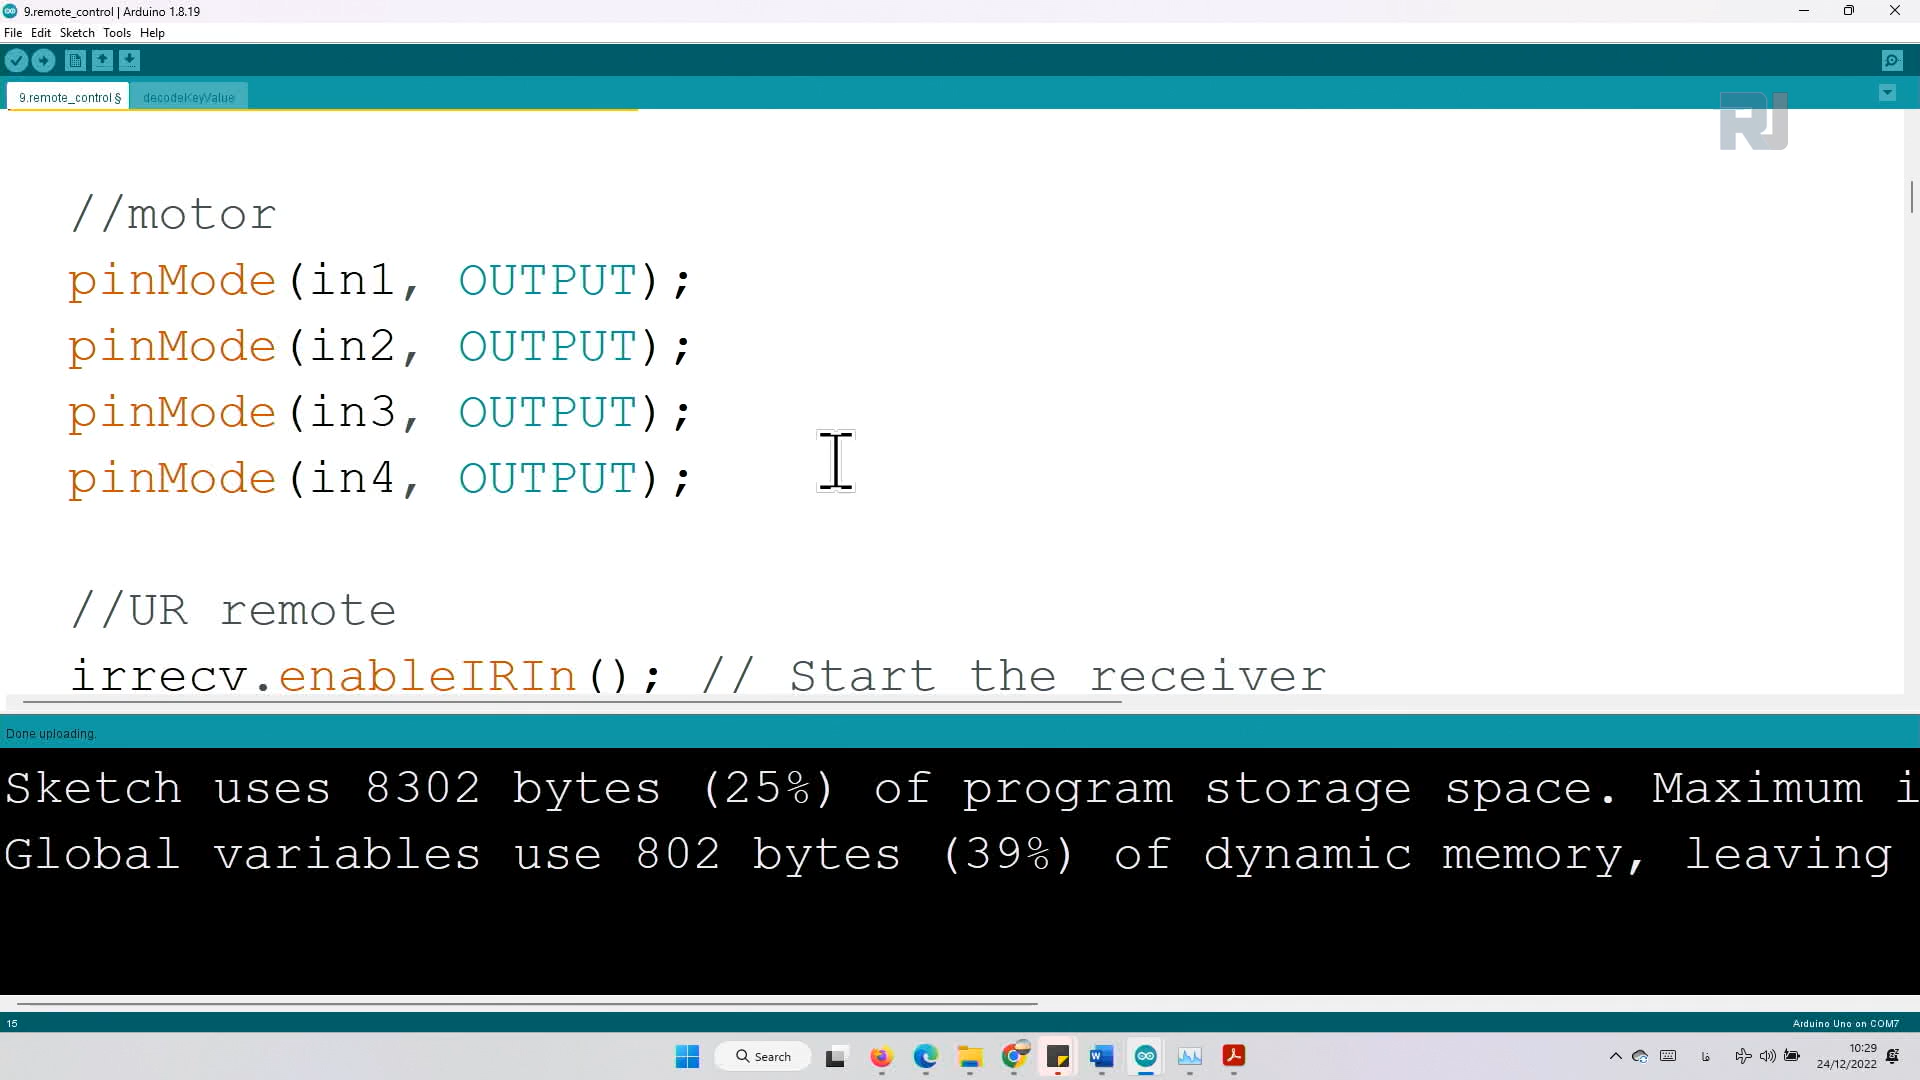 9.remote_control | Arduino 1.8.19
File Edit Sketch Tools Help
9.remote_control § decodeKeyValue
RJ
//motor
pinMode(in1, OUTPUT);
pinMode(in2, OUTPUT);
pinMode(in3, OUTPUT);
pinMode(in4, OUTPUT);
//UR remote
irrecv.enableIRIn(); // Start the receiver
Done uploading.
Sketch uses 8302 bytes (25%) of program storage space. Maximum i
Global variables use 802 bytes (39%) of dynamic memory, leaving
15
Arduino Uno on COM7
Search
10:29
24/12/2022